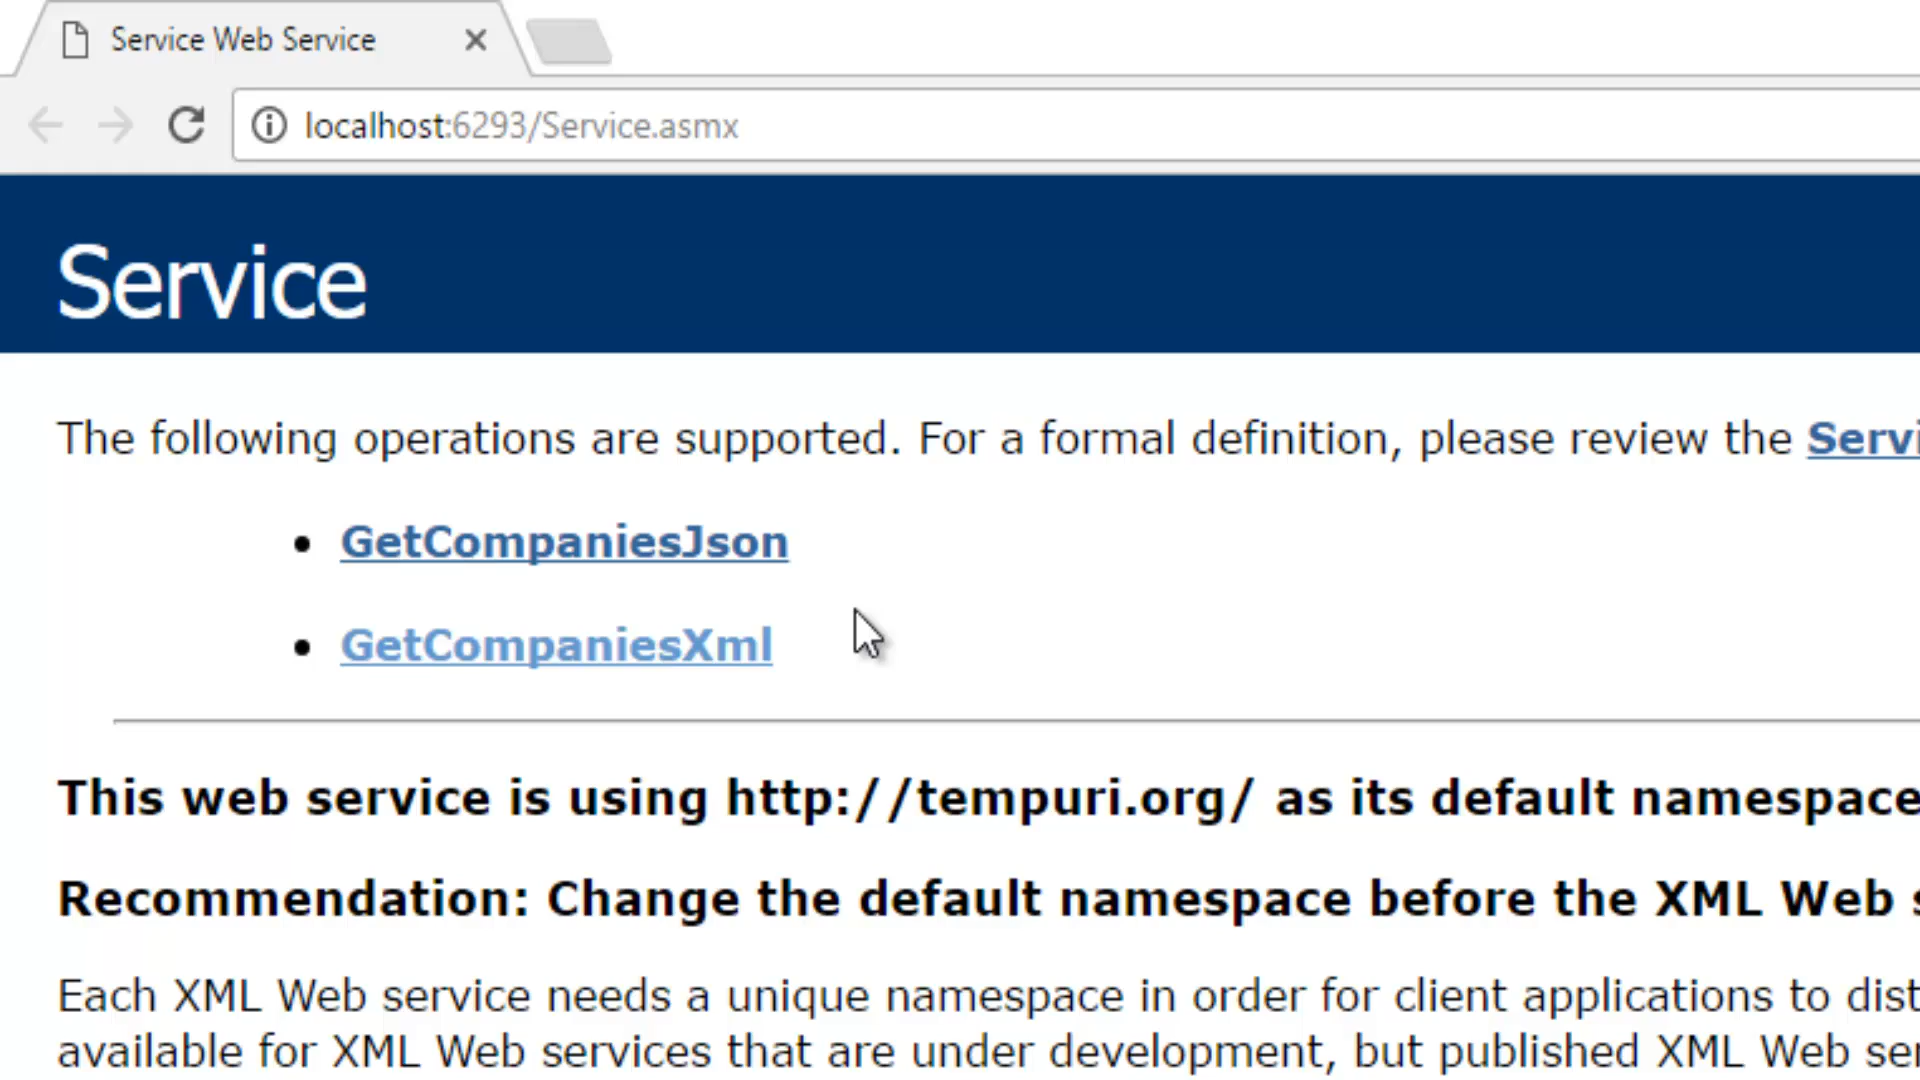 Service Web Service
localhost:6293/Service.asmx
Service
The following operations are supported. For a formal definition, please review the Servi
GetCompaniesJson
GetCompaniesXml
This web service is using http://tempuri.org/ as its default namespace
Recommendation: Change the default namespace before the XML Web s
Each XML Web service needs a unique namespace in order for client applications to dist
available for XML Web services that are under development, but published XML Web ser